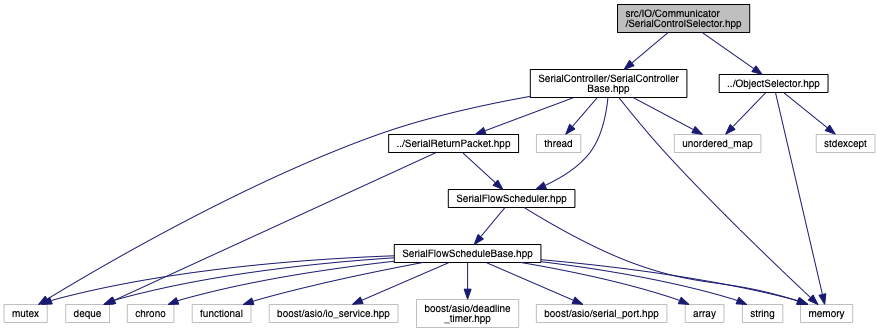 src/IO/Communicator
/SerialControlSelector.hpp
SerialController/SerialController
Base.hpp
../ObjectSelector.hpp
../SerialReturnPacket.hpp
thread
unordered_map
stdexcept
SerialFlowScheduler.hpp
SerialFlowScheduleBase.hpp
mutex
deque
chrono
functional
boost/asio/io_service.hpp
boost/asio/deadline
_timer.hpp
boost/asio/serial_port.hpp
array
string
memory